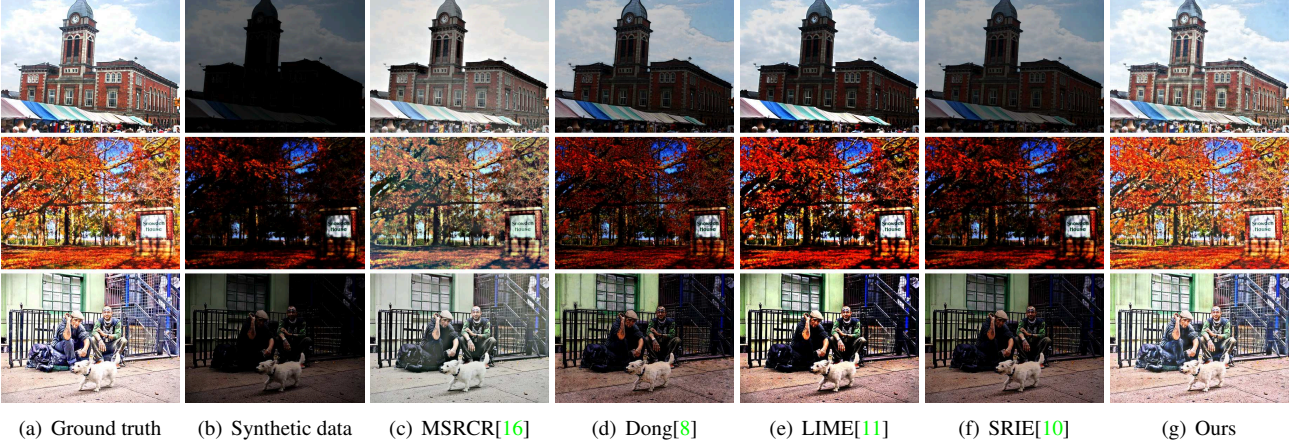 (a) Ground truth (b) Synthetic data (c) MSRCR[16] (d) Dong[8] (e) LIME[11] (f) SRIE[10] (g) Ours